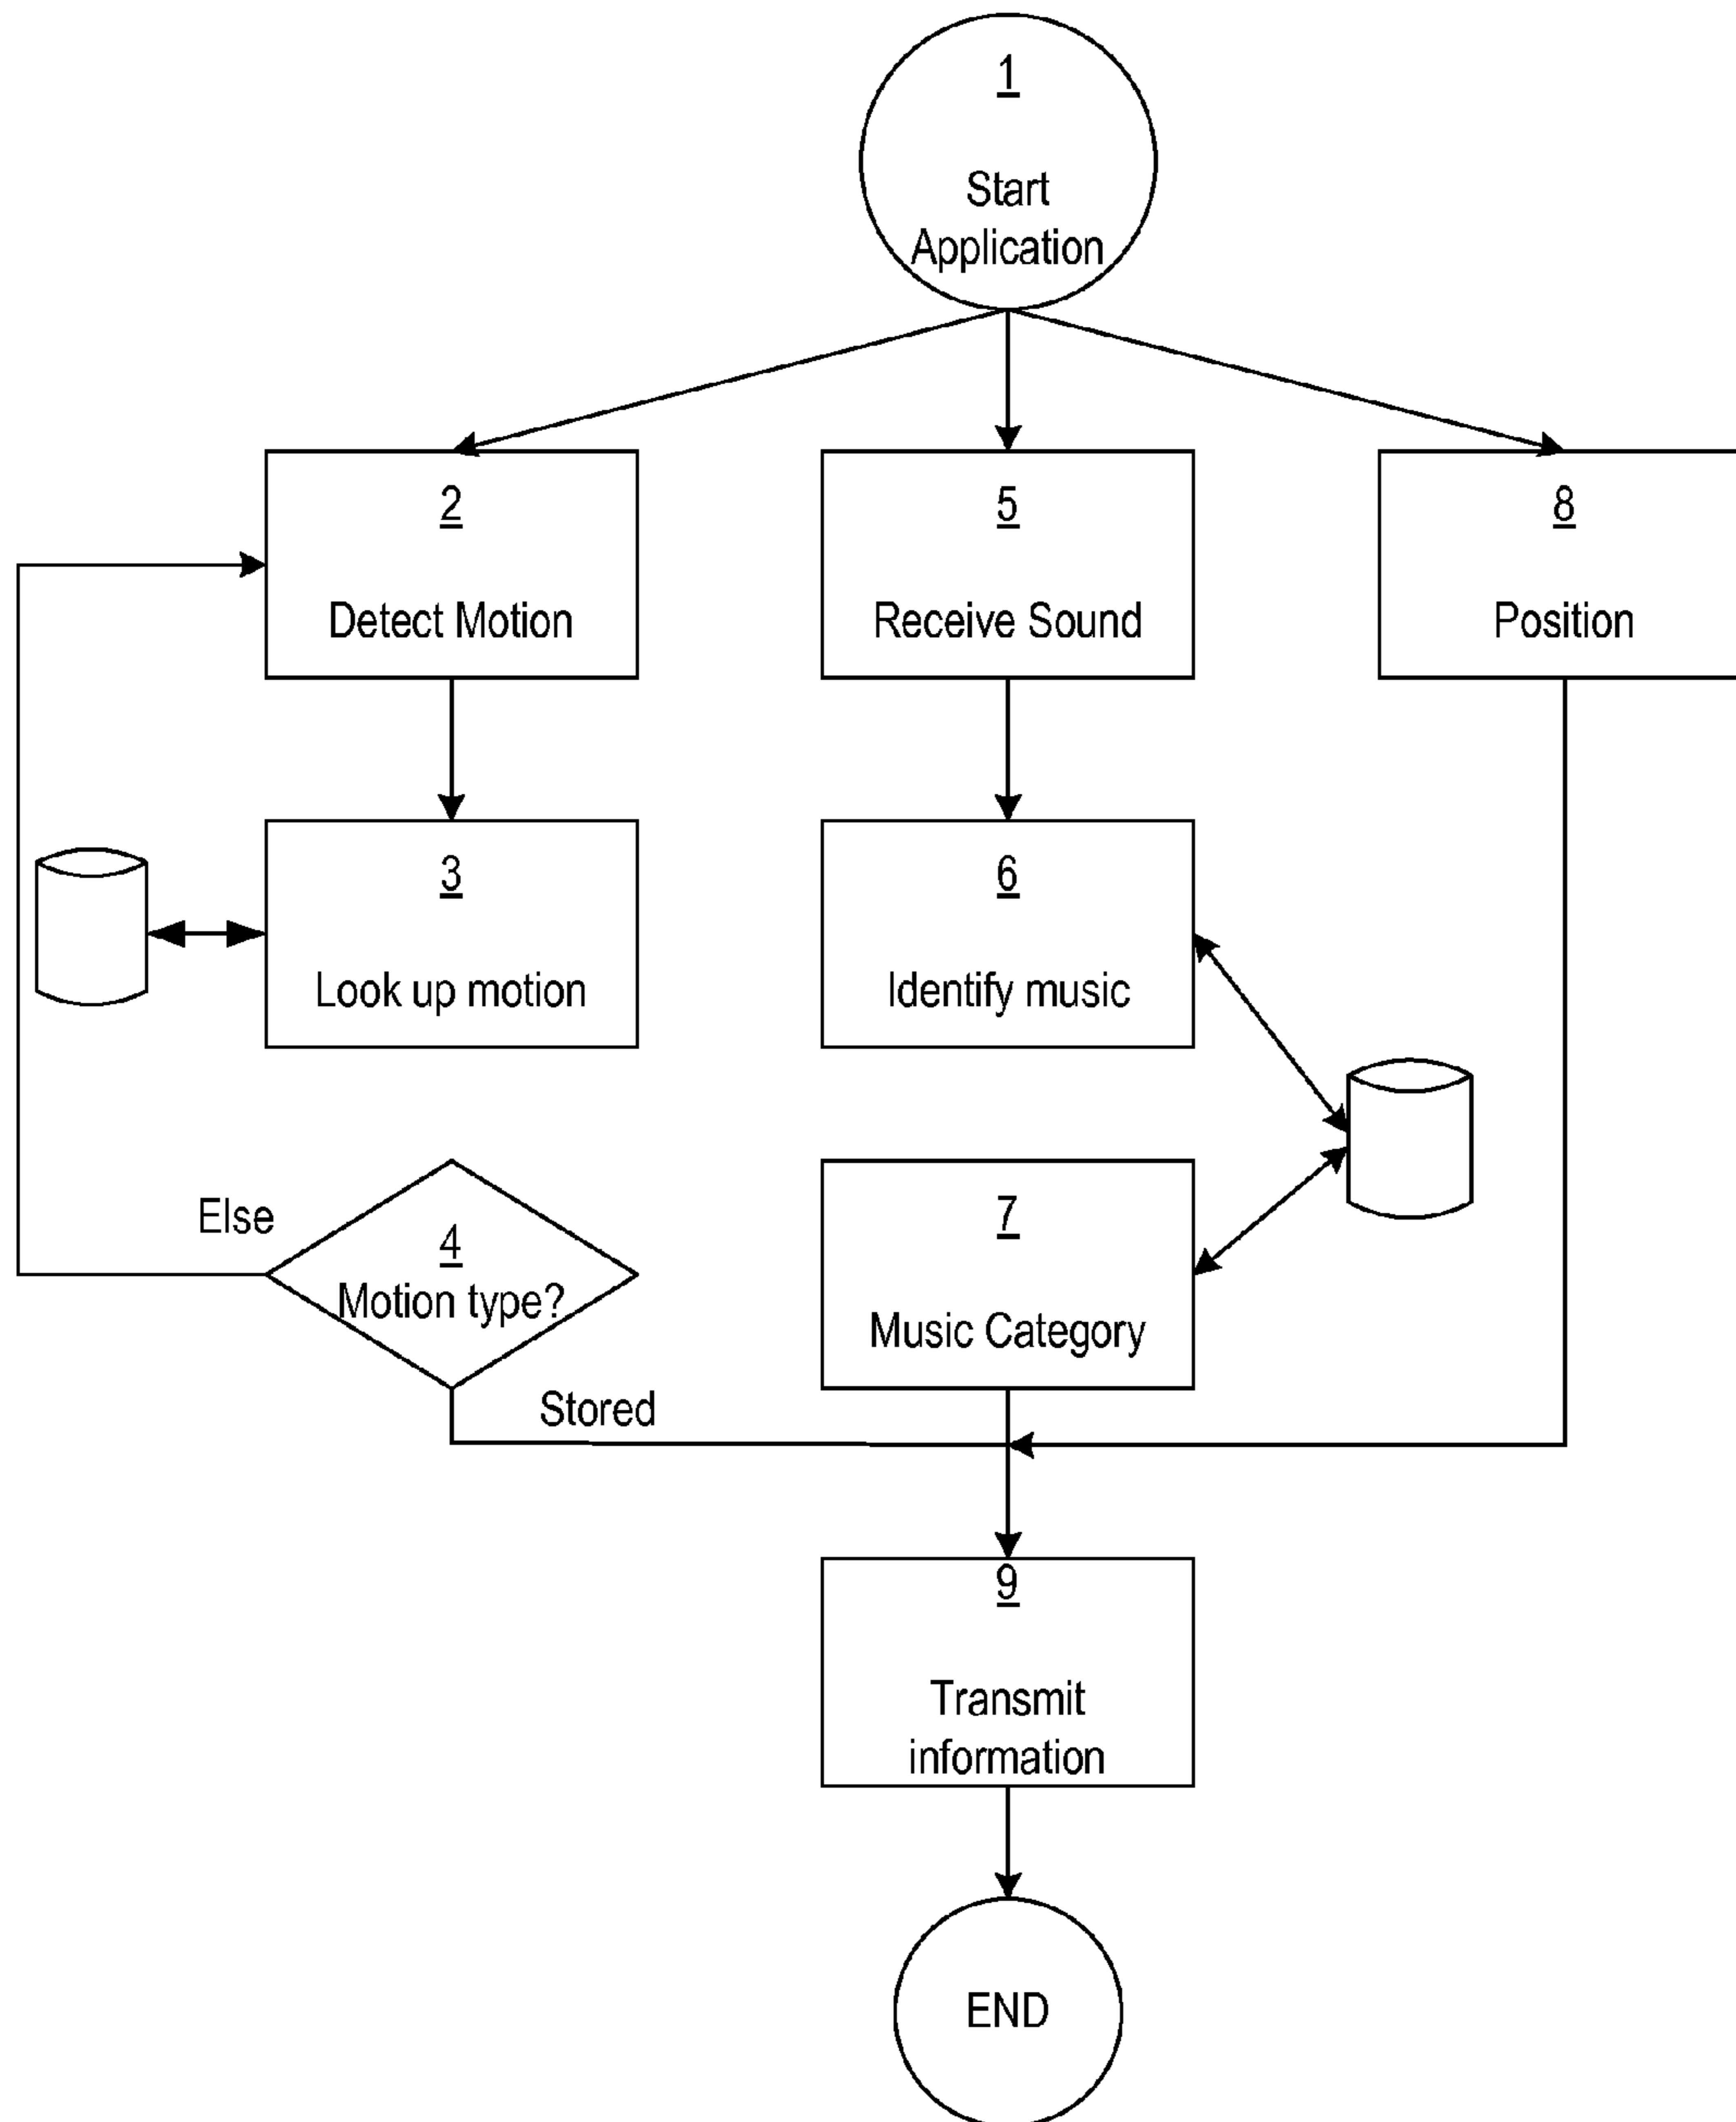 1
Start
Application
2
Detect Motion
5
Receive Sound
8
Position
3
Look up motion
6
Identify music
Else
4
Motion type?
7
Music Category
Stored
9
Transmit
information
END